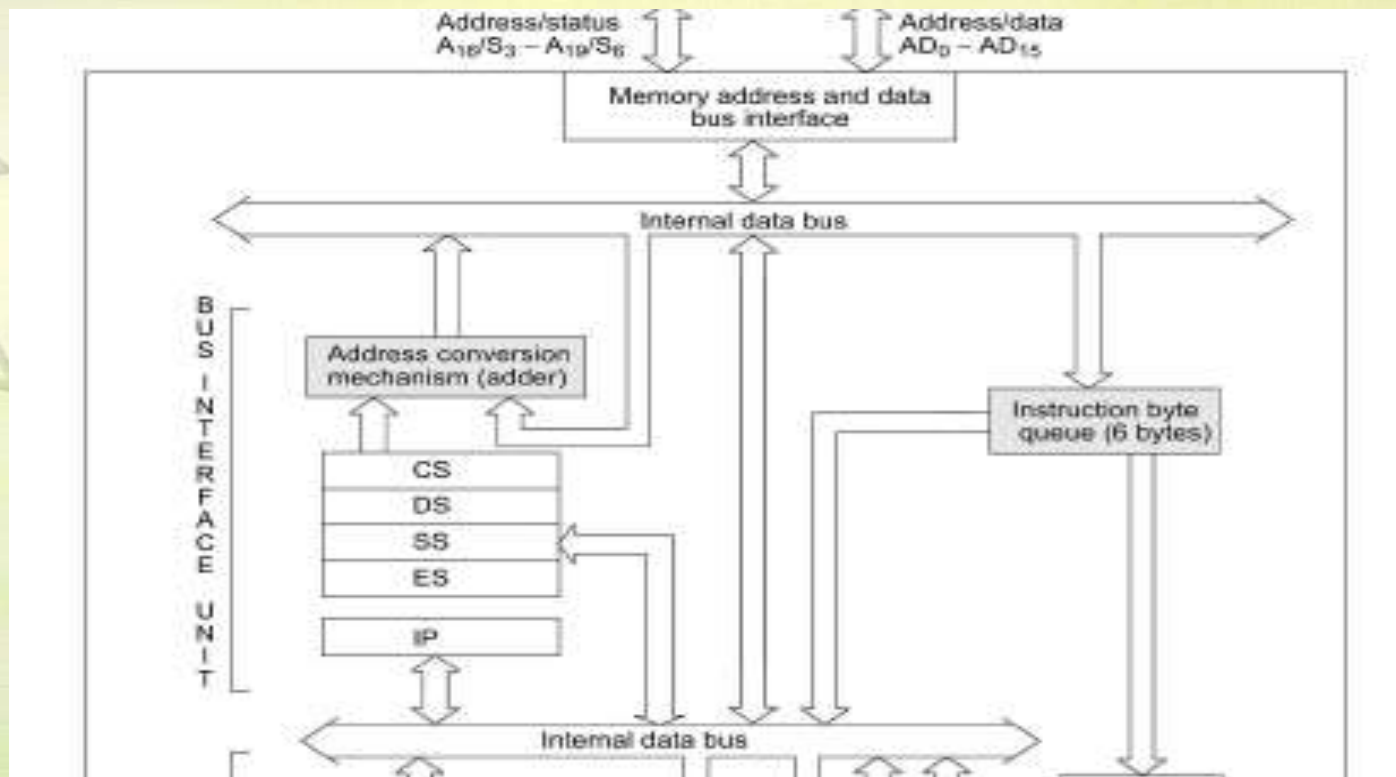 Address/status
A₁₆/S₃ – A₁₉/S₆
Address/data
AD₀ – AD₁₅
Memory address and data
bus interface
Internal data bus
BUS INTERFACE UNIT
Address conversion
mechanism (adder)
Instruction byte
queue (6 bytes)
CS
DS
SS
ES
IP
Internal data bus